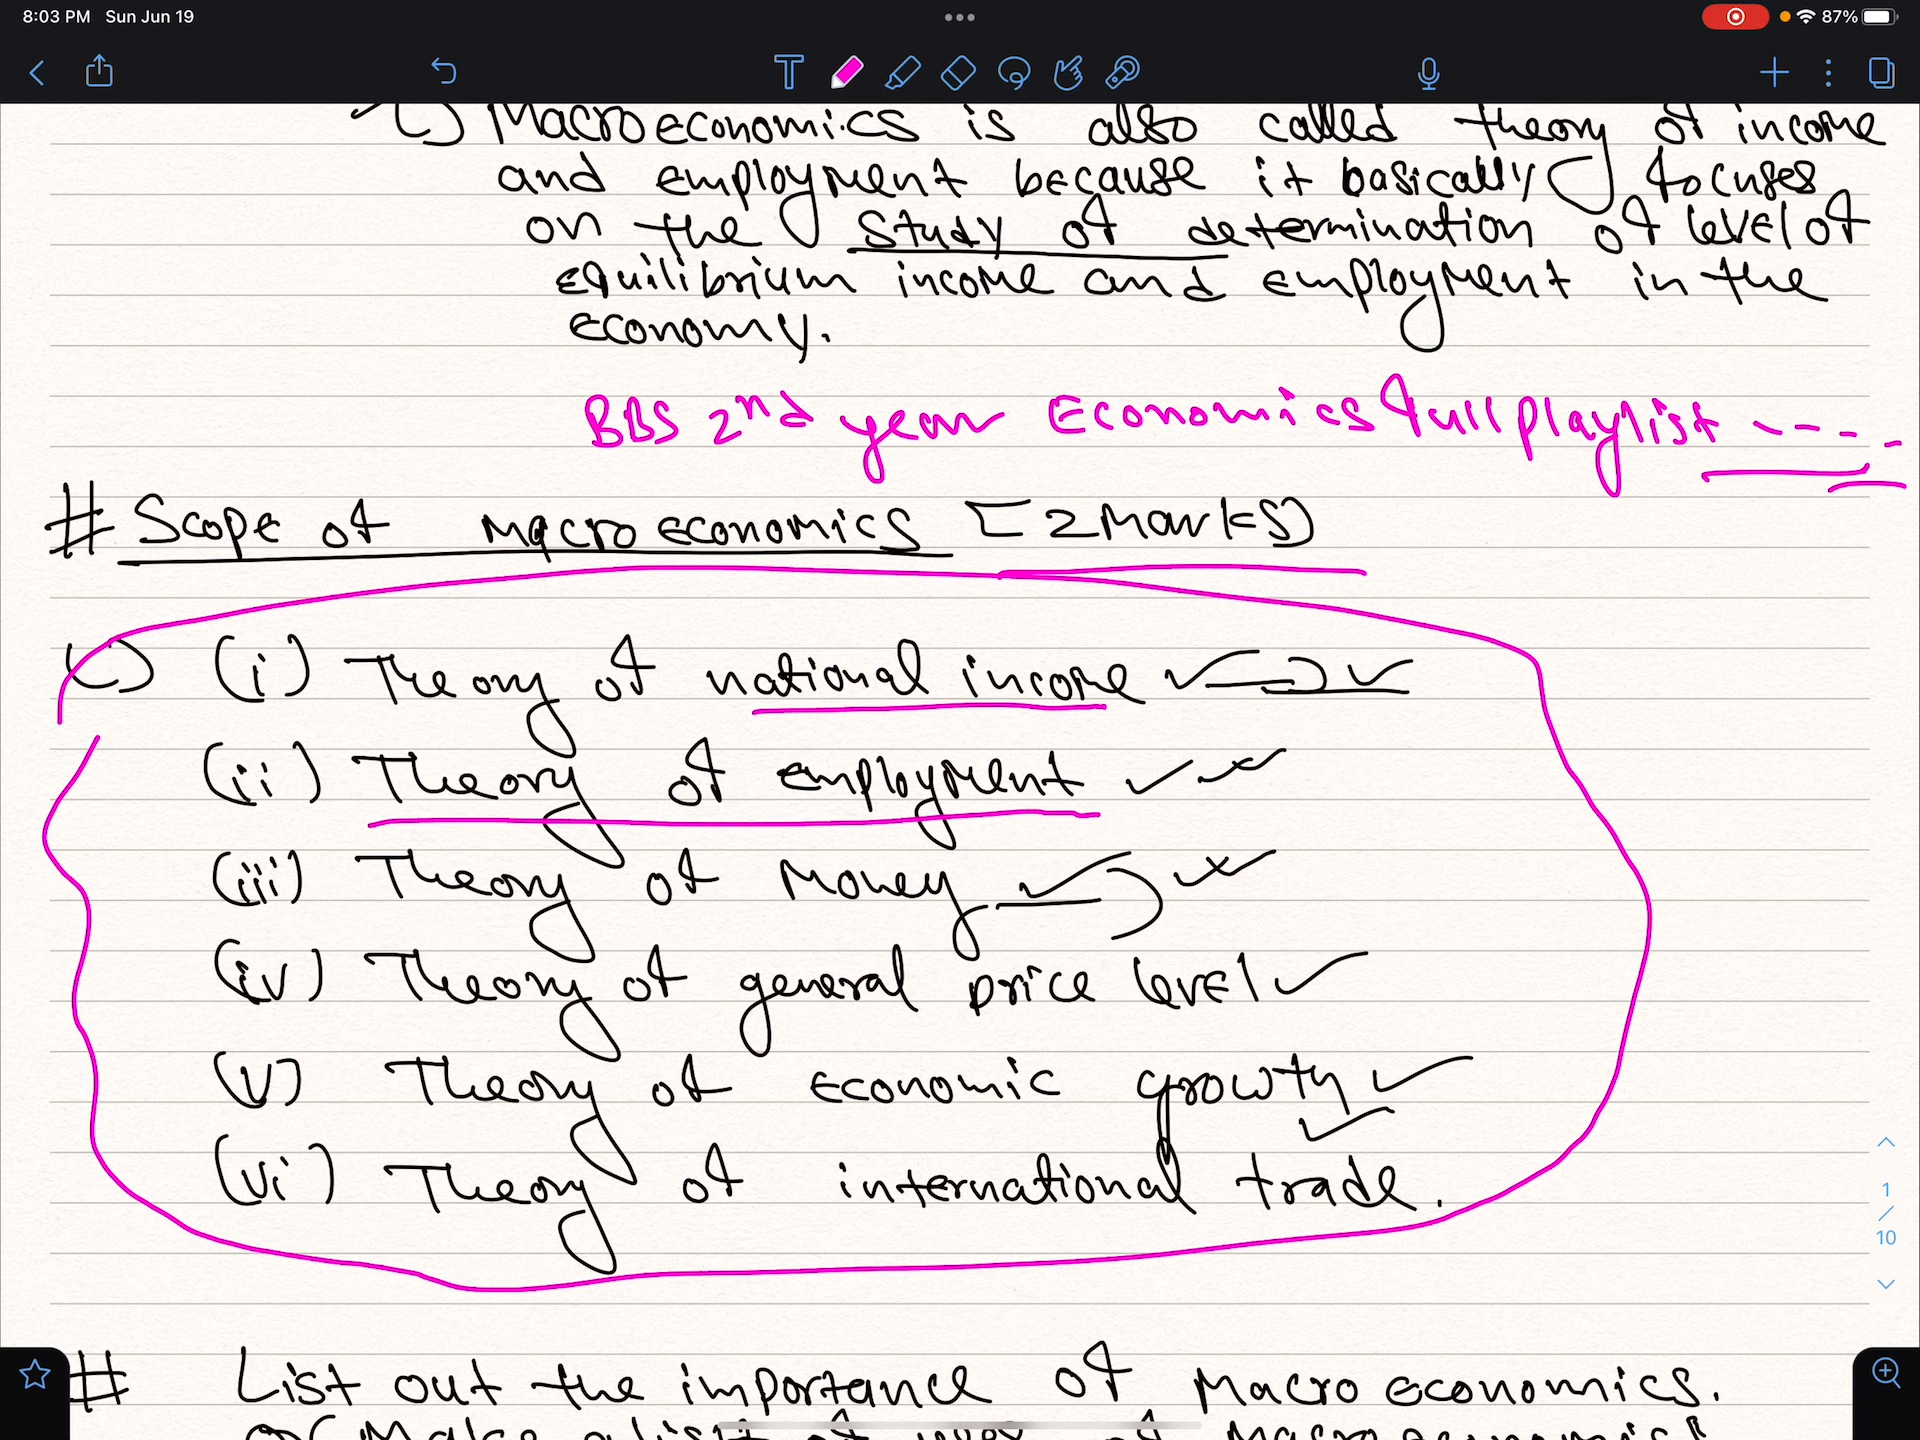 8:03 PM Sun Jun 19
87%
Macroeconomics is also called theory of income
and employment because it basically focuses
on the study of determination of level of
equilibrium income and employment in the
economy.
BBS 2nd year Economics full playlist ----
# Scope of Macroeconomics [2 Marks]
(i) Theory of national income
(ii) Theory of employment
(iii) Theory of Money
(iv) Theory of general price level
(v) Theory of economic growth
(vi) Theory of international trade.
1
/
10
# List out the importance of Macroeconomics.